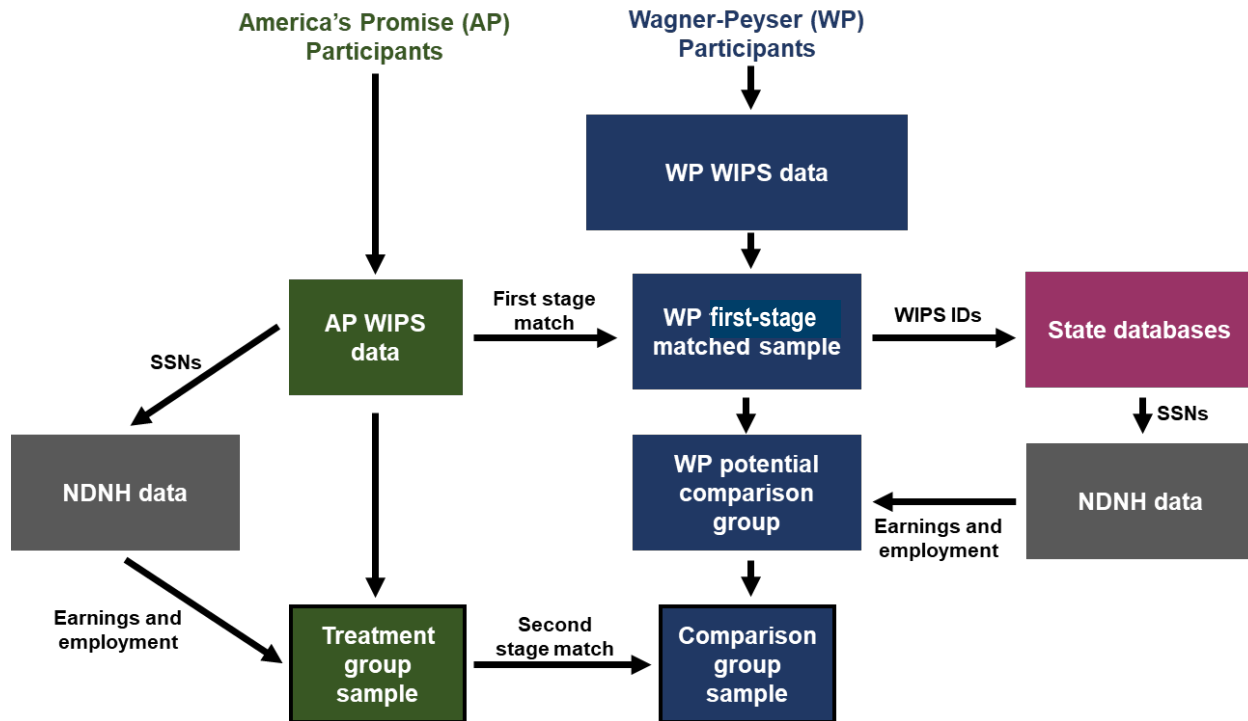 America’s Promise (AP)
Participants
Wagner-Peyser (WP)
Participants
WP WIPS data
AP WIPS
data
First stage
match
WP first-stage
matched sample
WIPS IDs
State databases
SSNs
SSNs
NDNH data
WP potential
comparison
group
Earnings and
employment
NDNH data
Earnings and
employment
Treatment
group
sample
Second
stage match
Comparison
group
sample